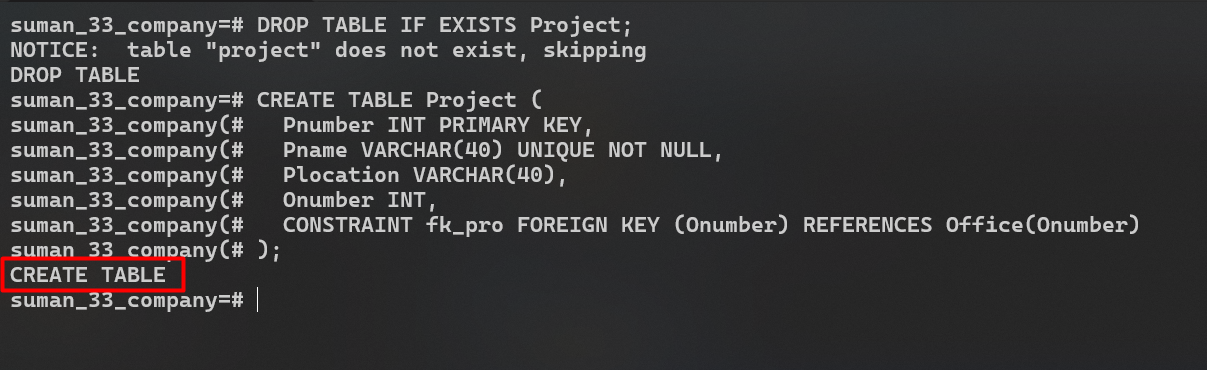 suman_33_company=# DROP TABLE IF EXISTS Project;
NOTICE:  table "project" does not exist, skipping
DROP TABLE
suman_33_company=# CREATE TABLE Project (
suman_33_company(#   Pnumber INT PRIMARY KEY,
suman_33_company(#   Pname VARCHAR(40) UNIQUE NOT NULL,
suman_33_company(#   Plocation VARCHAR(40),
suman_33_company(#   Onumber INT,
suman_33_company(#   CONSTRAINT fk_pro FOREIGN KEY (Onumber) REFERENCES Office(Onumber)
suman_33_company(# );
CREATE TABLE
suman_33_company=#